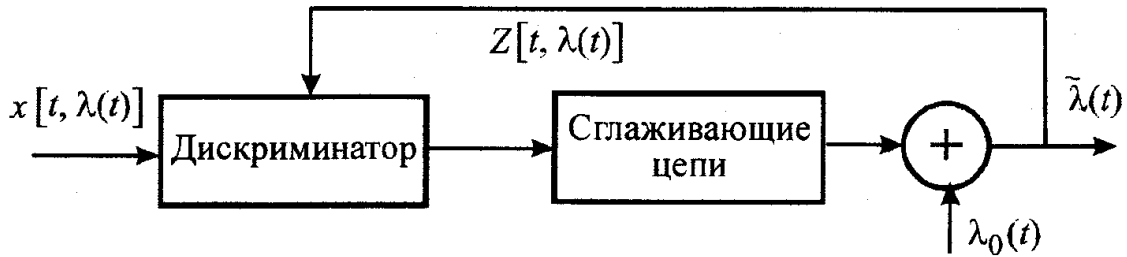 Z[t, λ(t)]
x[t, λ(t)]
Дискриминатор
Сглаживающие
цепи
+
λ̃(t)
λ₀(t)